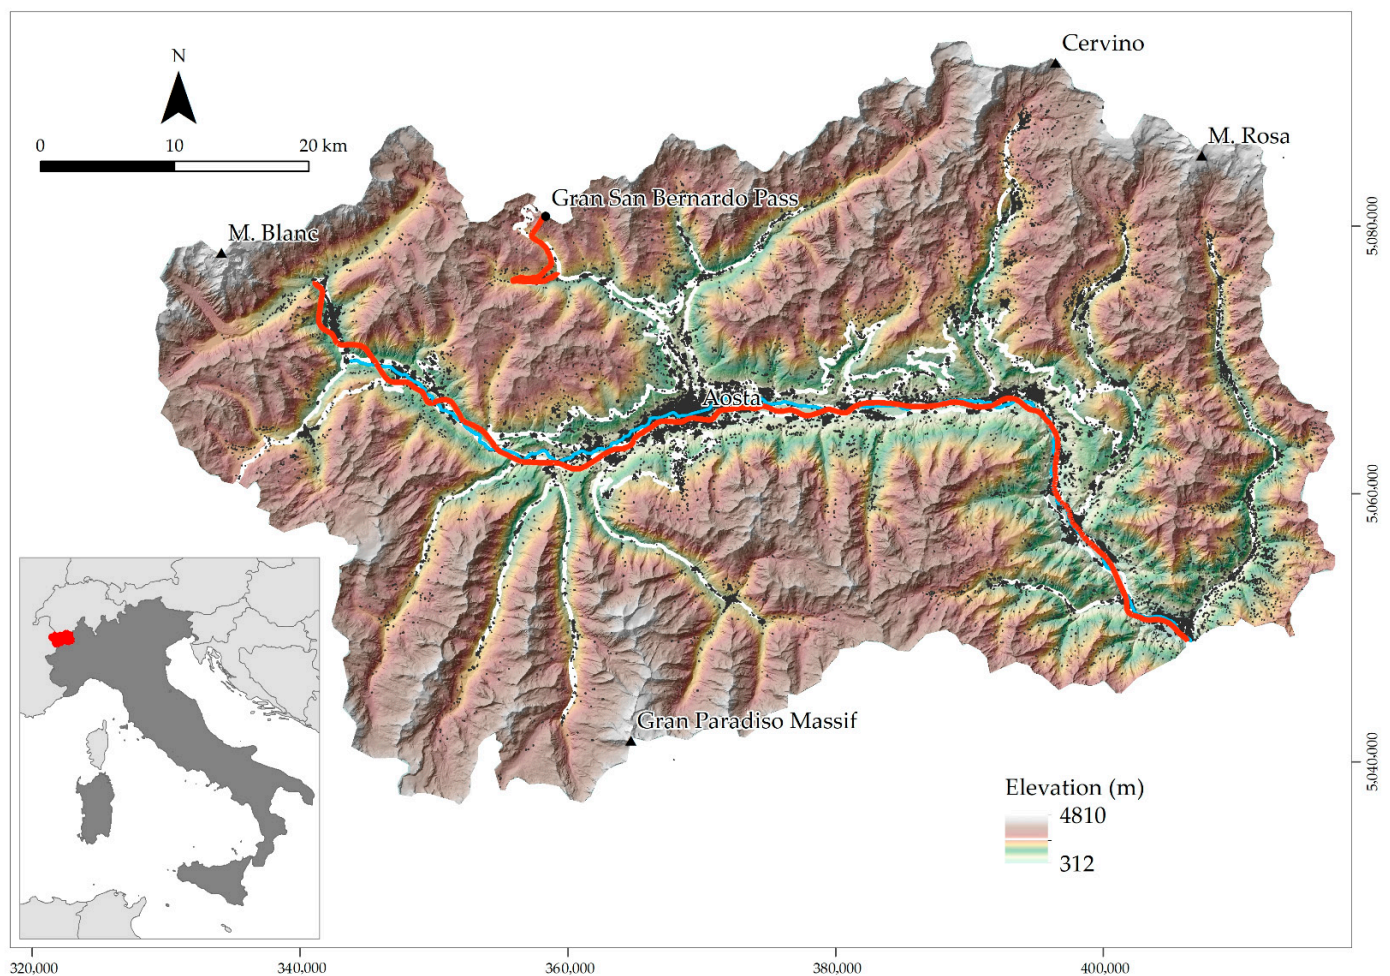 Cervino
N
0 10 20 km
M. Rosa
Gran San Bernardo Pass
M. Blanc
5.080.000
Aosta
5.060.000
Gran Paradiso Massif
5.040.000
Elevation (m)
4810
312
320.000 340.000 360.000 380.000 400.000